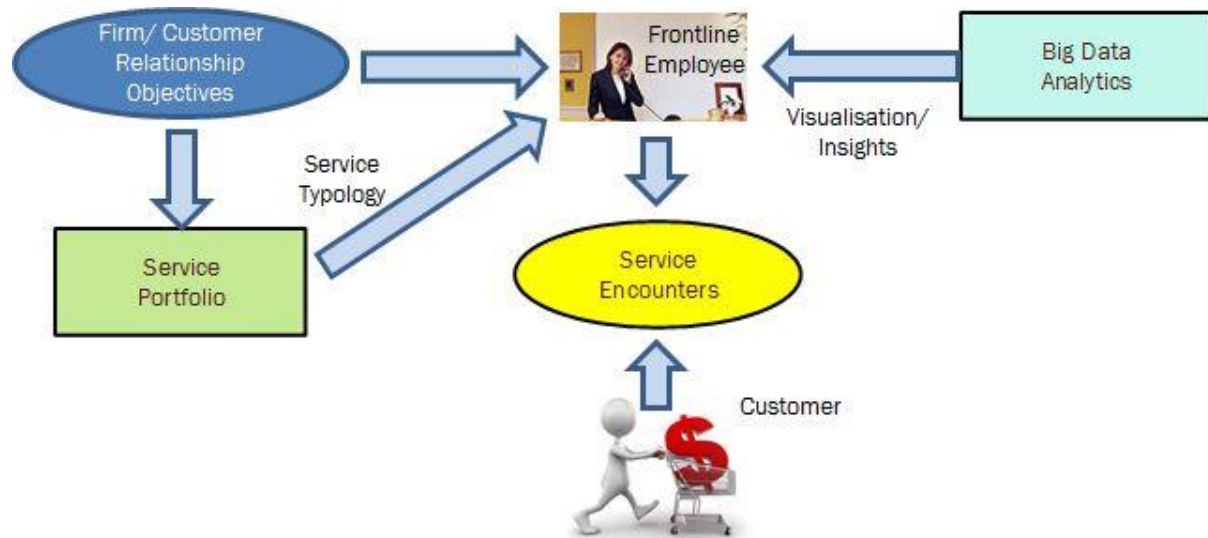 Firm/ Customer
Relationship
Objectives
Frontline
Employee
Big Data
Analytics
Visualisation/
Insights
Service
Typology
Service
Portfolio
Service
Encounters
Customer
$